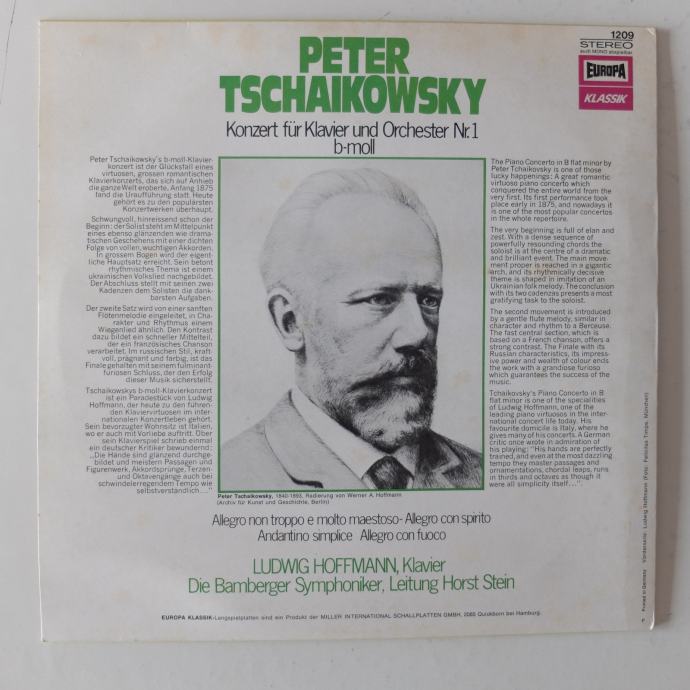 1209
STEREO
auch MONO abspielbar
EUROPA
KLASSIK
PETER
TSCHAIKOWSKY
Konzert für Klavier und Orchester Nr. 1
b-moll
Peter Tschaikowsky's b-moll-Klavier-
konzert ist der Glücksfall eines
virtuosen, grossen romantischen
Klavierkonzerts, das sich auf Anhieb
die ganze Welt eroberte, Anfang 1875
fand die Uraufführung statt. Heute
gehört es zu den populärsten
Konzertwerken überhaupt.
Schwungvoll, hinreissend schon der
Beginn: der Solist steht im Mittelpunkt
eines ebenso glänzenden wie drama-
tischen Geschehens mit einer dichten
Folge von vollen, wuchtigen Akkorden.
In grossem Bogen wird der eigent-
liche Hauptsatz erreicht. Sein betont
rhythmisches Thema ist einem
ukrainischen Volkslied nachgebildet.
Der Abschluss stellt mit seinen zwei
Kadenzen dem Solisten die dank-
barsten Aufgaben.
Der zweite Satz wird von einer sanften
Flötenmelodie eingeleitet, in Cha-
rakter und Rhythmus einem
Wiegenlied ähnlich. Den Kontrast
dazu bildet ein schneller Mittelteil,
der ein französisches Chanson
verarbeitet. Im russischen Stil, kraft-
voll, prägnant und farbig, ist das
Finale gehalten mit seinem fulminant-
furiosen Schluss, der den Erfolg
dieser Musik sicherstellt.
Tschaikowskys b-moll-Klavierkonzert
ist ein Paradestück von Ludwig
Hoffmann, der heute zu den führen-
den Klaviervirtuosen im inter-
nationalen Konzertleben gehört.
Sein bevorzugter Wohnsitz ist Italien,
wo er auch mit Vorliebe auftritt. Über
sein Klavierspiel schrieb einmal
ein deutscher Kritiker bewundernd:
„Die Hände sind glänzend durchge-
bildet und meistern Passagen und
Figurenwerk, Akkordsprünge, Terzen-
und Oktavengänge auch bei
schwindelerregendem Tempo wie
selbstverständlich...."
The Piano Concerto in B flat minor by
Peter Tchaikovsky is one of those
lucky happenings: A great romantic
virtuoso piano concerto which
conquered the entire world from the
very first. Its first performance took
place early in 1875, and nowadays it
is one of the most popular concertos
in the whole repertoire.
The very beginning is full of elan and
zest. With a dense sequence of
powerfully resounding chords the
soloist is at the centre of a dramatic
and brilliant event. The main move-
ment proper is reached in a gigantic
arch, and its rhythmically decisive
theme is shaped in imitation of an
Ukrainian folk melody. The conclusion
with its two cadenzas presents a most
gratifying task to the soloist.
The second movement is introduced
by a gentle flute melody, similar in
character and rhythm to a Berceuse.
The fast central section, which is
based on a French chanson, offers a
strong contrast. The Finale with its
Russian characteristics, its impress-
ive power and wealth of colour ends
the work with a grandiose furioso
which guarantees the success of the
music.
Tchaikovsky's Piano Concerto in B
flat minor is one of the specialities
of Ludwig Hoffmann, one of the
leading piano virtuosos in the inter-
national concert life today. His
favourite domicile is Italy, where he
gives many of his concerts. A German
critic once wrote in admiration of
his playing: "His hands are perfectly
trained, and even at the most dazzling
tempo they master passages and
ornamentations, chordal leaps, runs
in thirds and octaves as though it
were all simplicity itself...".
Peter Tschaikowsky, 1840-1893, Radierung von Werner A. Hoffmann
(Archiv für Kunst und Geschichte, Berlin)
Allegro non troppo e molto maestoso - Allegro con spirito
Andantino simplice Allegro con fuoco
LUDWIG HOFFMANN, Klavier
Die Bamberger Symphoniker, Leitung Horst Stein
EUROPA KLASSIK-Langspielplatten sind ein Produkt der MILLER INTERNATIONAL SCHALLPLATTEN GMBH, 2085 Quickborn bei Hamburg.
Printed in Germany Vorderseite: Ludwig Hoffmann (Foto: Felicitas Timpe, München)